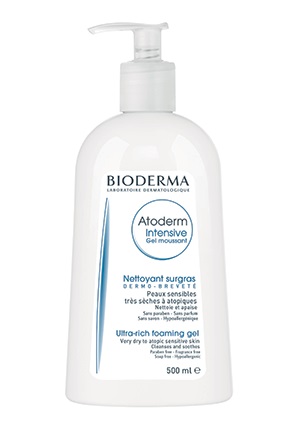 BIODERMA
LABORATOIRE DERMATOLOGIQUE
Atoderm
Intensive
Gel moussant
Nettoyant surgras
DERMO-BREVETÉ
Peaux sensibles
très sèches à atopiques
Nettoie et apaise
Sans paraben - Sans parfum
Sans savon - Hypoallergénique
Ultra-rich foaming gel
Very dry to atopic sensitive skin
Cleanses and soothes
Paraben free - Fragrance free
Soap free - Hypoallergenic
500 ml